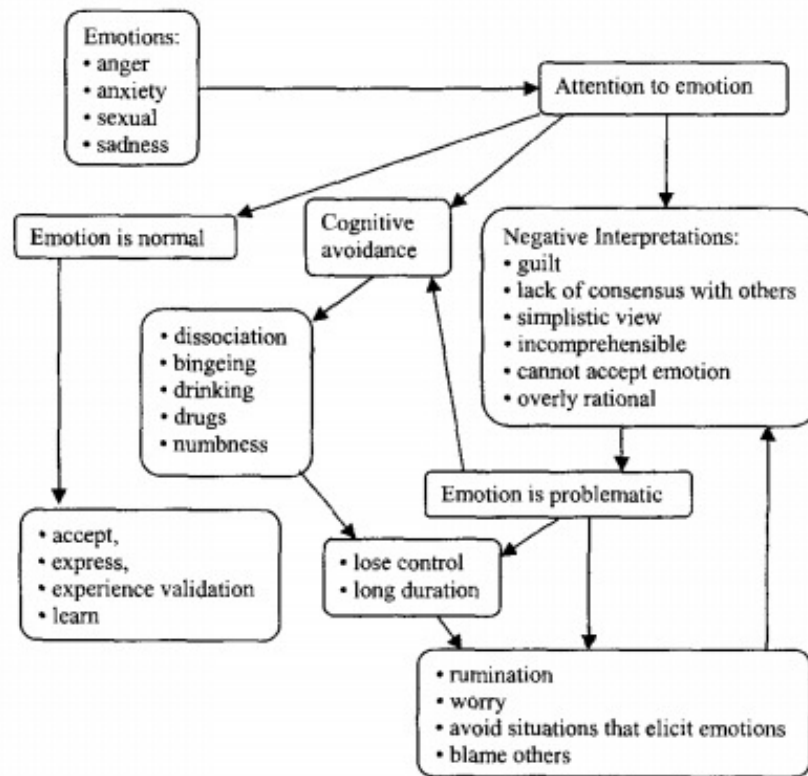 Emotions:
• anger
• anxiety
• sexual
• sadness
Attention to emotion
Emotion is normal
Cognitive
avoidance
Negative Interpretations:
• guilt
• lack of consensus with others
• simplistic view
• incomprehensible
• cannot accept emotion
• overly rational
• dissociation
• bingeing
• drinking
• drugs
• numbness
Emotion is problematic
• accept,
• express,
• experience validation
• learn
• lose control
• long duration
• rumination
• worry
• avoid situations that elicit emotions
• blame others